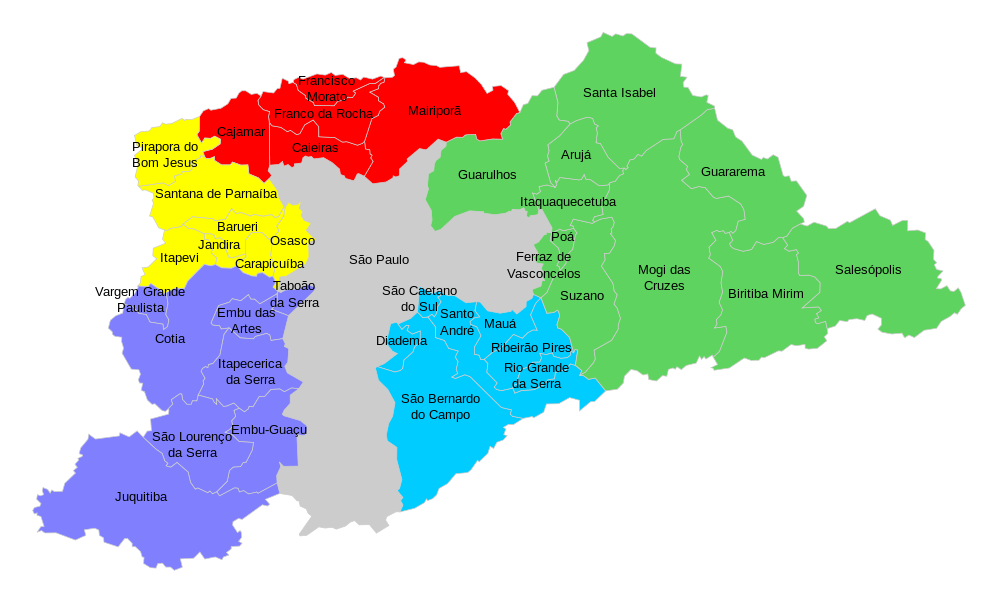 Francisco
Morato
Franco da Rocha
Mairiporã
Cajamar
Caieiras
Pirapora do
Bom Jesus
Santana de Parnaíba
Barueri
Jandira
Osasco
Itapevi
Carapicuíba
Santa Isabel
Arujá
Guarulhos
Guararema
Itaquaquecetuba
Poá
Ferraz de
Vasconcelos
Suzano
Mogi das
Cruzes
Biritiba Mirim
Salesópolis
São Paulo
Vargem Grande
Paulista
Cotia
Taboão
da Serra
Embu das
Artes
Itapecerica
da Serra
Embu-Guaçu
São Lourenço
da Serra
Juquitiba
São Caetano
do Sul
Santo
André
Mauá
Diadema
Ribeirão Pires
Rio Grande
da Serra
São Bernardo
do Campo